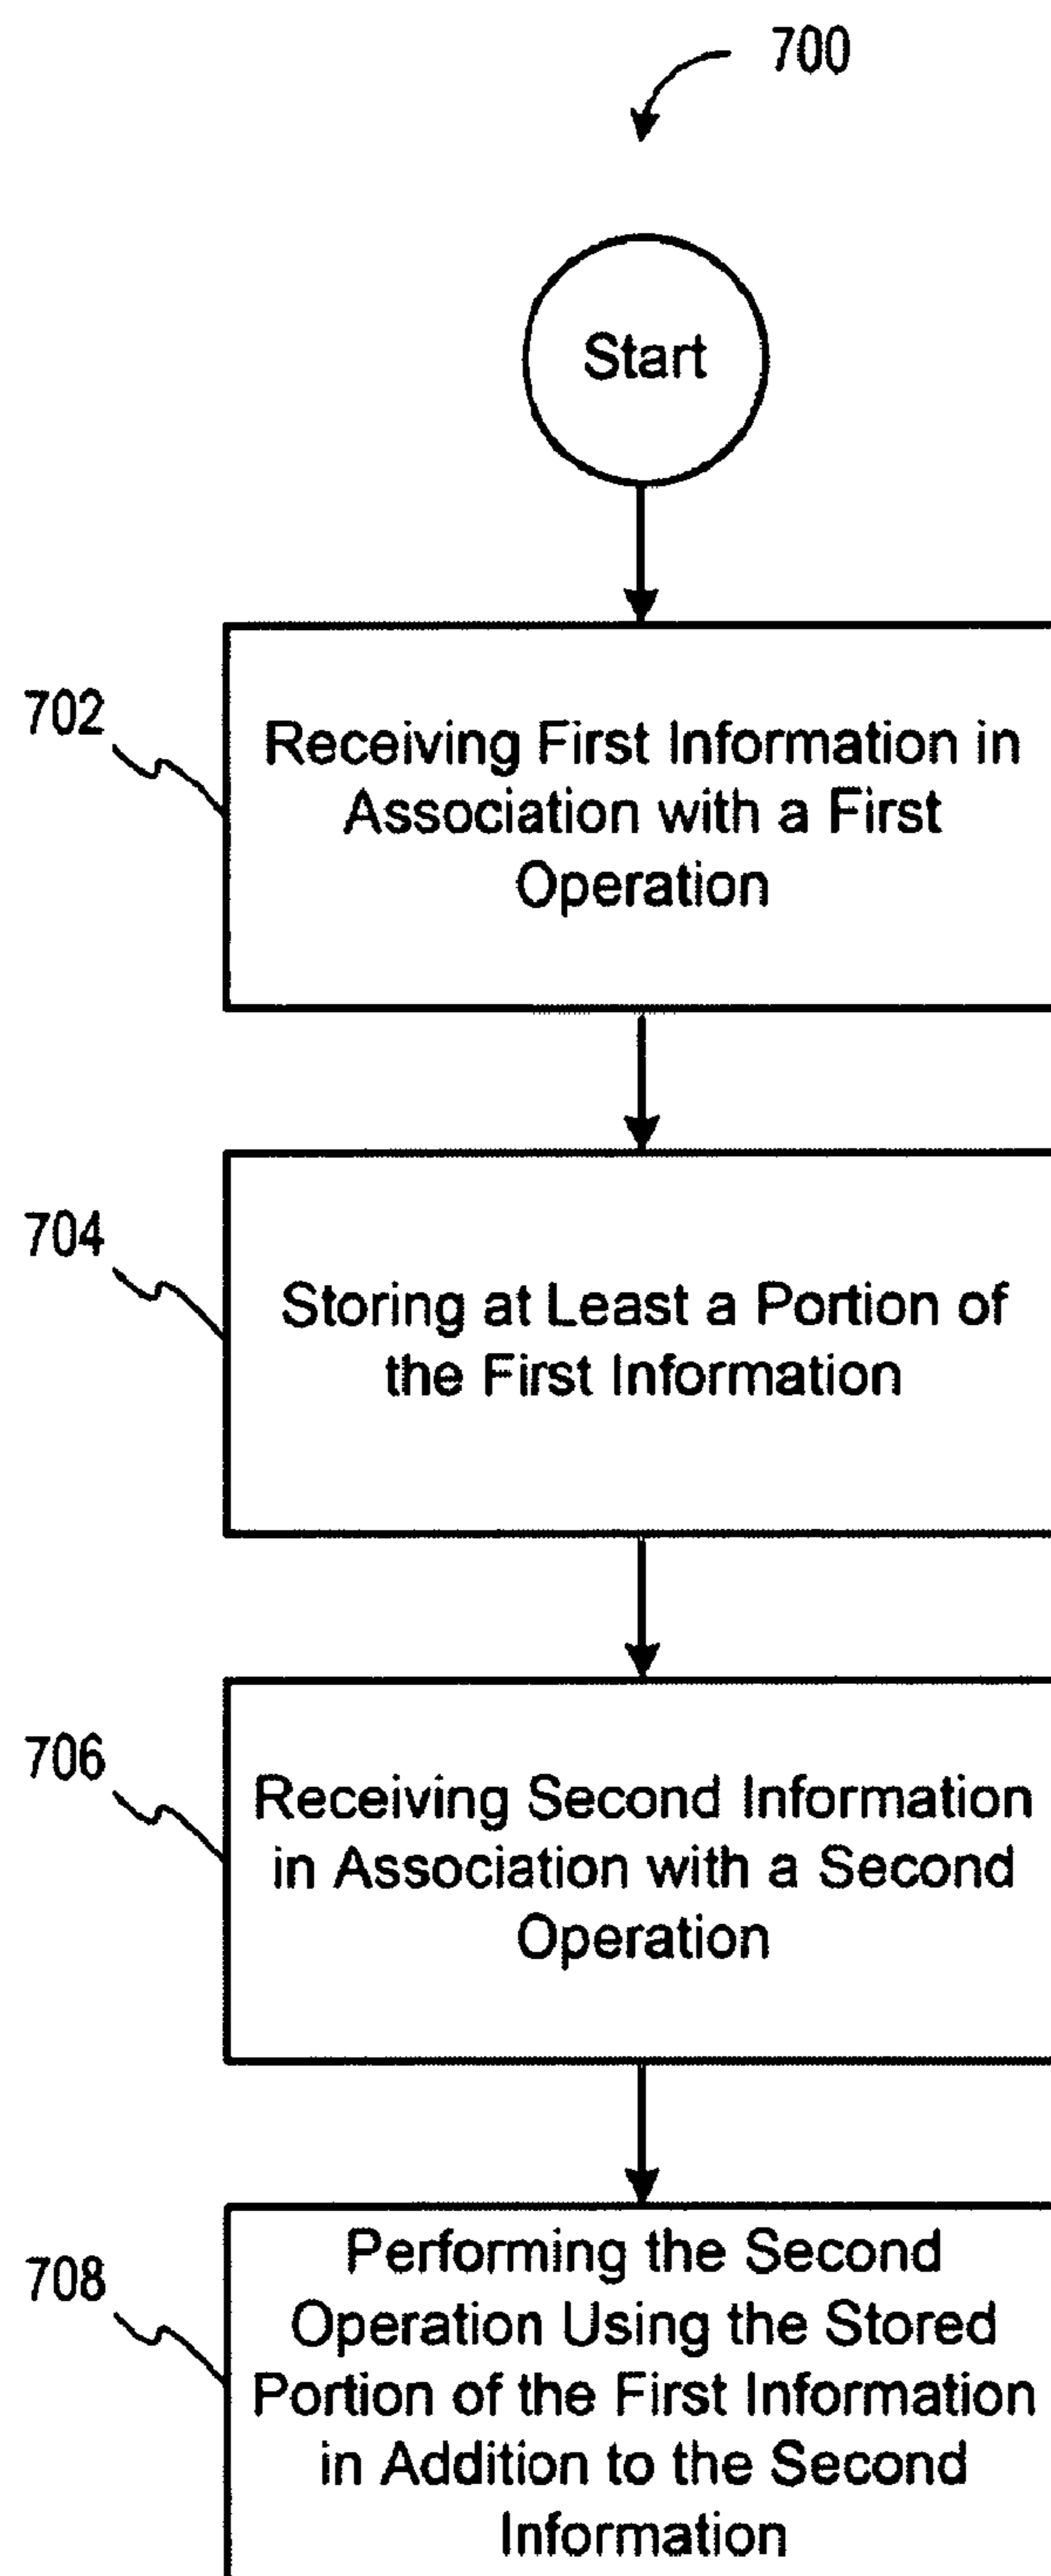 700
Start
702
Receiving First Information in
Association with a First
Operation
704
Storing at Least a Portion of
the First Information
706
Receiving Second Information
in Association with a Second
Operation
708
Performing the Second
Operation Using the Stored
Portion of the First Information
in Addition to the Second
Information